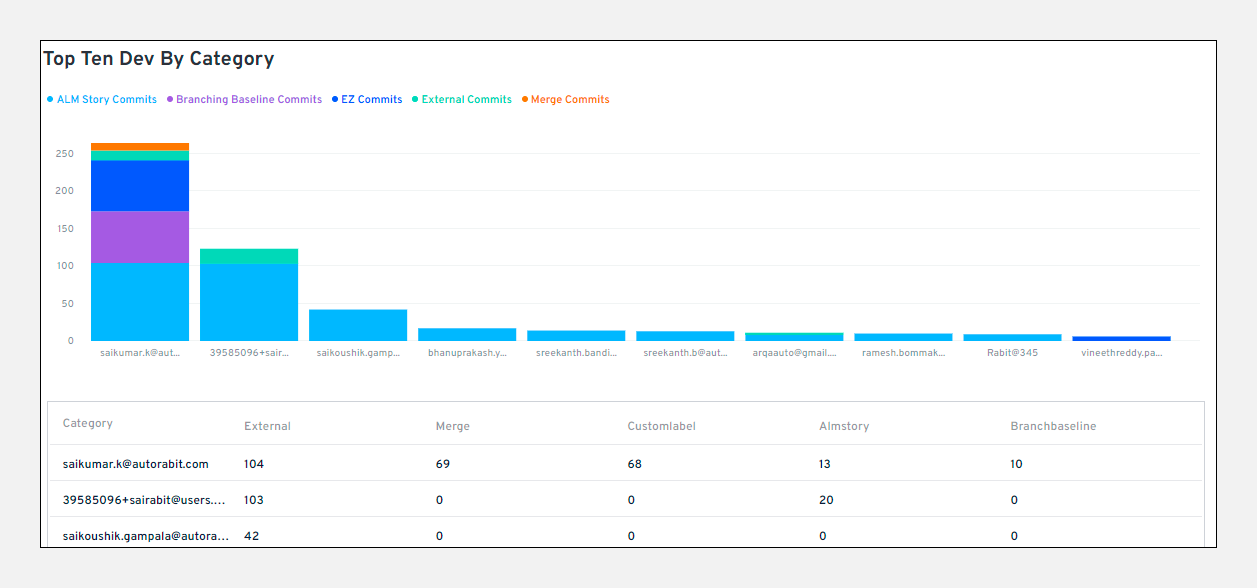 Top Ten Dev By Category
ALM Story Commits Branching Baseline Commits EZ Commits External Commits Merge Commits
250
200
150
100
50
0
saikumar.k@aut... 39585096+sair... saikoushik.gamp... bhanuprakash.y... sreekanth.bandi... sreekanth.b@aut... arqaauto@gmail.... ramesh.bommak... Rabit@345 vineethreddy.pa...
Category External Merge Customlabel Almstory Branchbaseline
saikumar.k@autorabit.com 104 69 68 13 10
39585096+sairabit@users.... 103 0 0 20 0
saikoushik.gampala@autora... 42 0 0 0 0